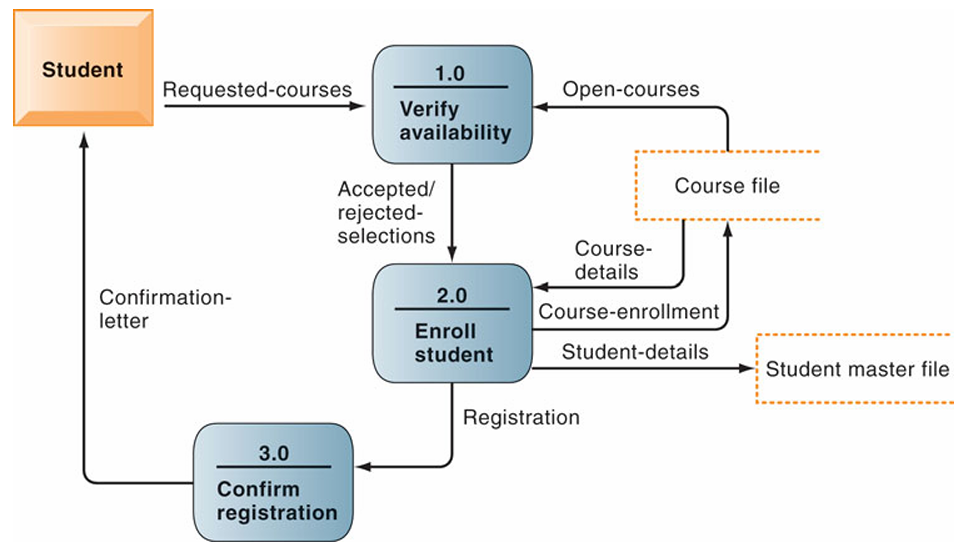 Student
Requested-courses
1.0
Verify
availability
Open-courses
Course file
Accepted/
rejected-
selections
Course-
details
2.0
Enroll
student
Course-enrollment
Student-details
Student master file
Confirmation-
letter
Registration
3.0
Confirm
registration